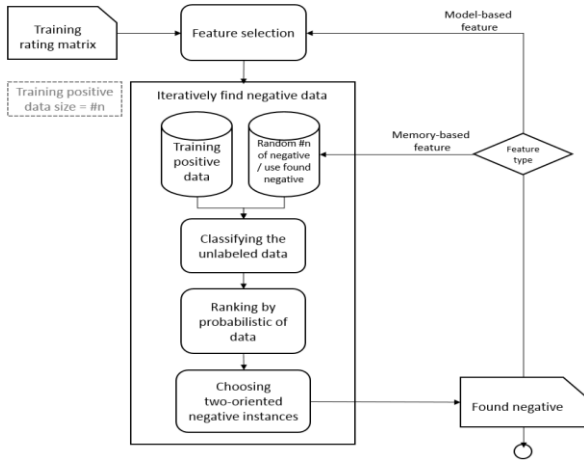 Training
rating matrix
Feature selection
Model-based
feature
Training positive
data size = #n
Iteratively find negative data
Training
positive
data
Random #n
of negative
/ use found
negative
Memory-based
feature
Feature
type
Classifying the
unlabeled data
Ranking by
probabilistic of
data
Choosing
two-oriented
negative instances
Found negative